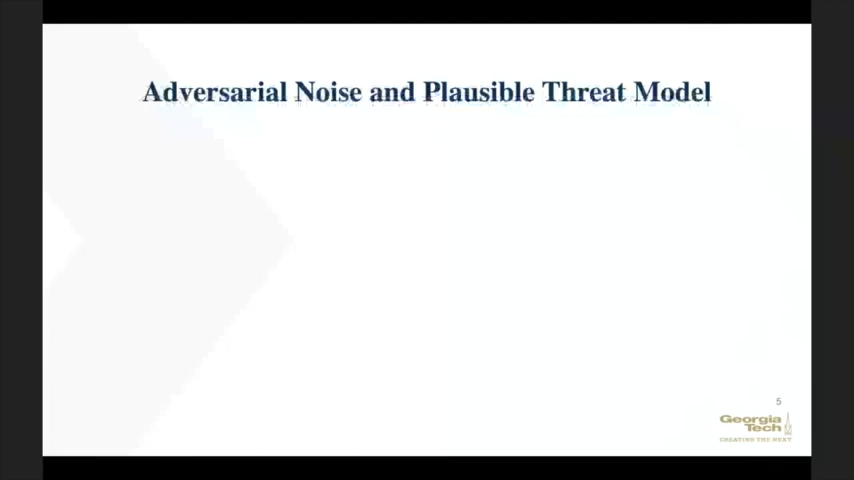 Adversarial Noise and Plausible Threat Model
5
Georgia
Tech
CREATING THE NEXT